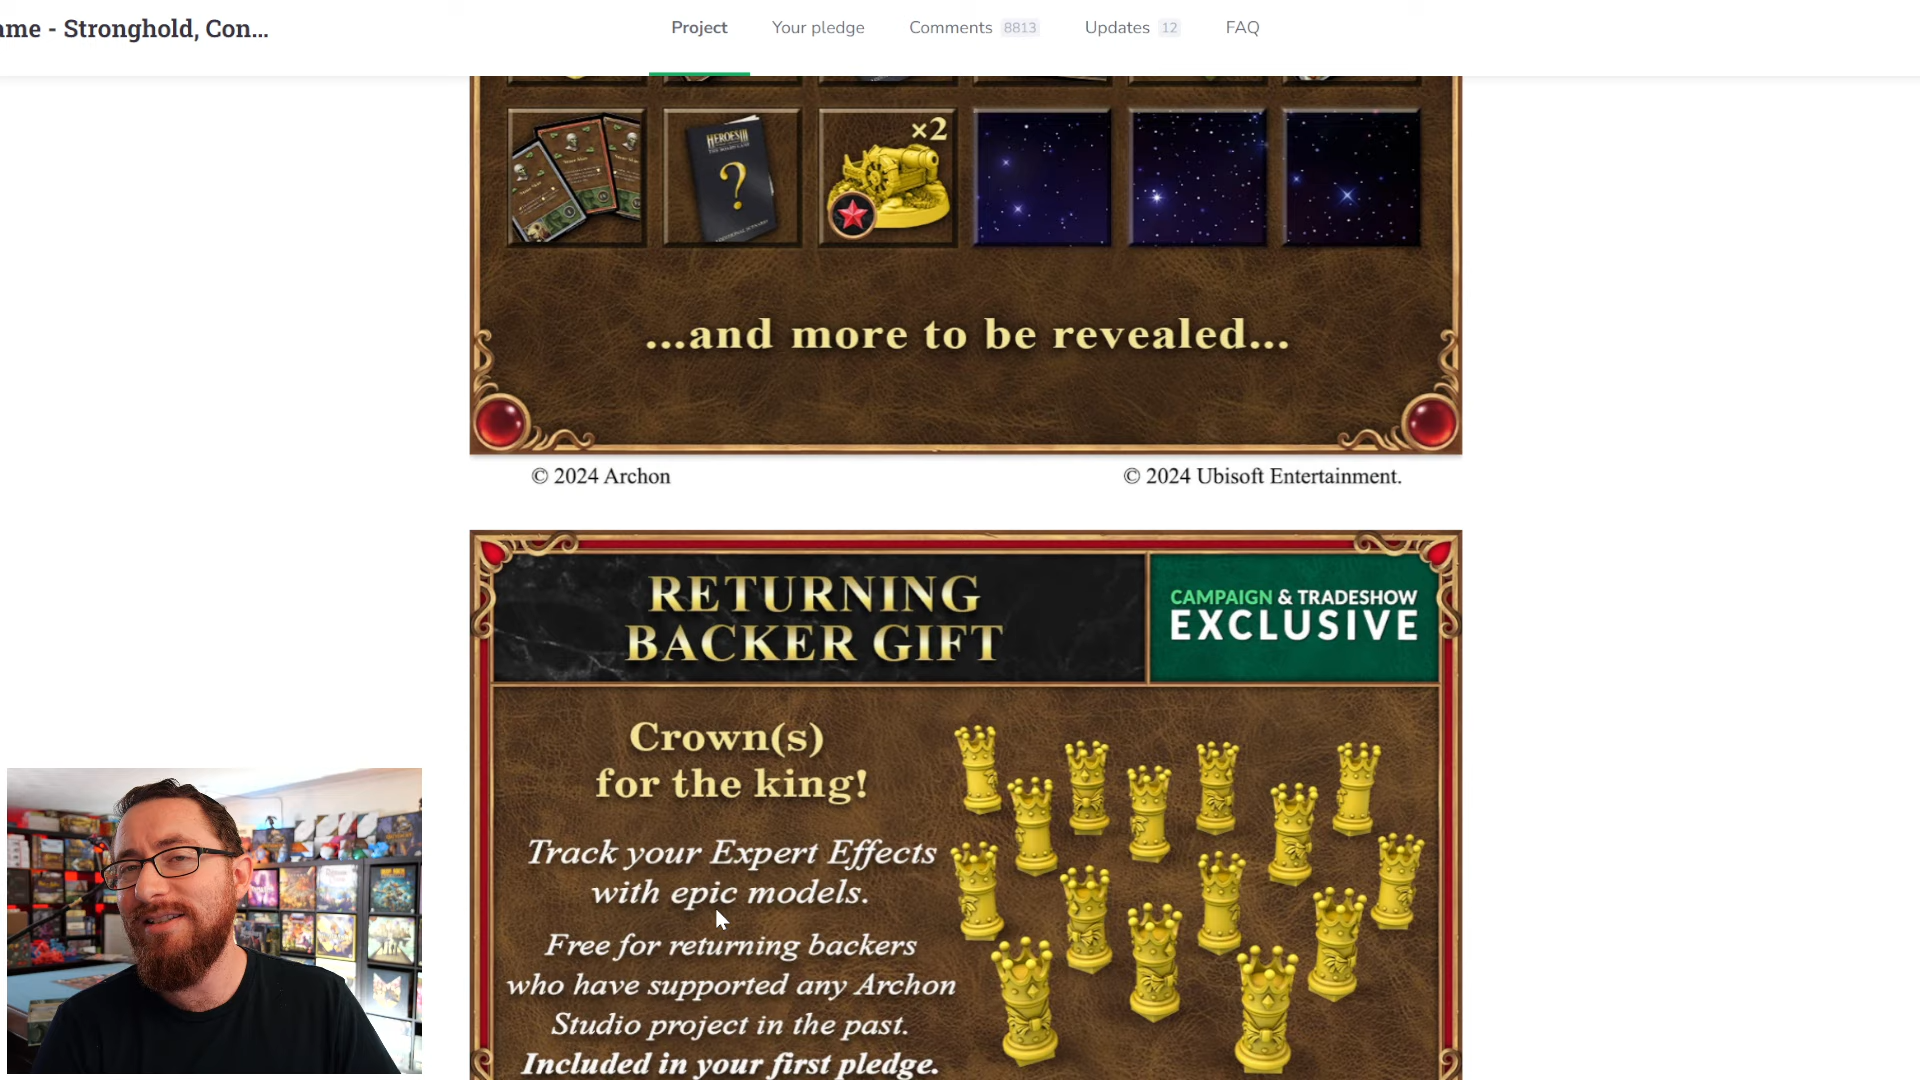 ame - Stronghold, Con...
Project
Your pledge
Comments 8813
Updates 12
FAQ
HEROES III
?
×2
...and more to be revealed...
© 2024 Archon
© 2024 Ubisoft Entertainment.
RETURNING
BACKER GIFT
CAMPAIGN & TRADESHOW
EXCLUSIVE
Crown(s)
for the king!
Track your Expert Effects
with epic models.
Free for returning backers
who have supported any Archon
Studio project in the past.
Included in your first pledge.